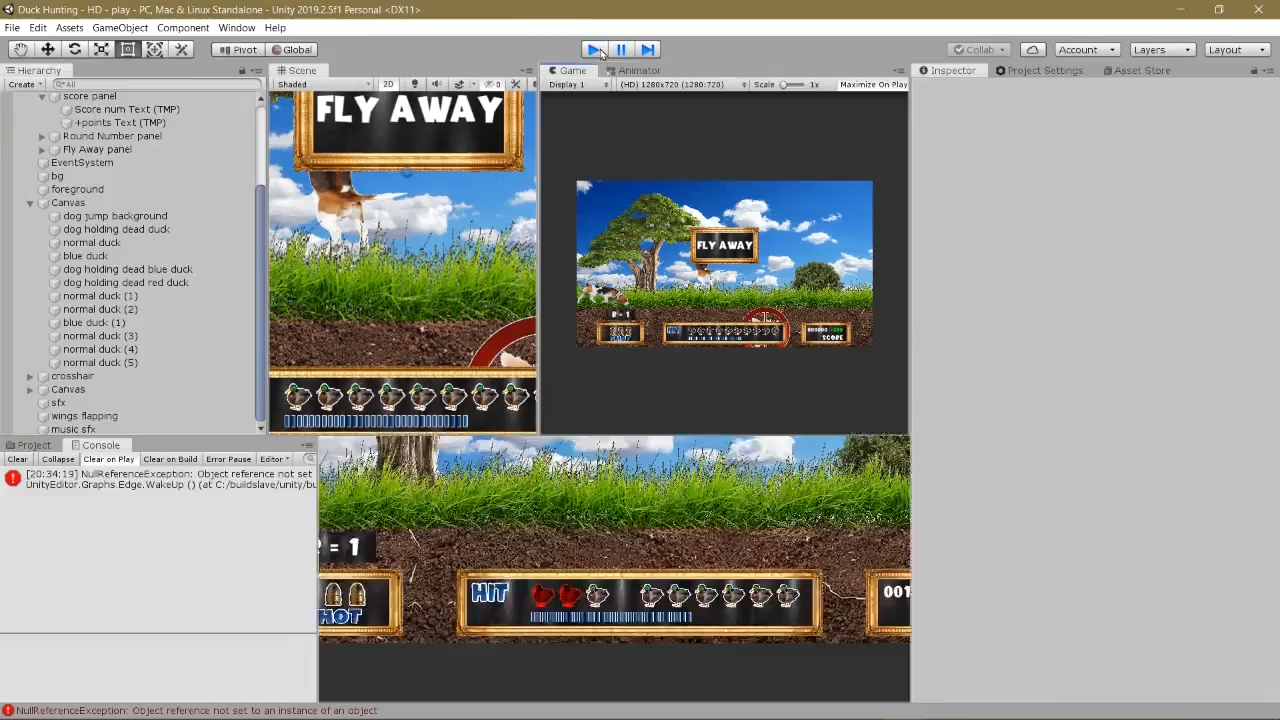 Duck Hunting - HD - play - PC, Mac & Linux Standalone - Unity 2019.2.5f1 Personal <DX11>
File Edit Assets GameObject Component Window Help
Pivot Global Collab Account Layers Layout
Hierarchy Scene Game Animator Inspector Project Settings Asset Store
Create All Shaded 2D 0 Display 1 (HD) 1280x720 (1280:720) Scale 1x Maximize On Play
score panel
Score num Text (TMP)
+points Text (TMP)
Round Number panel
Fly Away panel
EventSystem
bg
foreground
Canvas
dog jump background
dog holding dead duck
normal duck
blue duck
dog holding dead blue duck
dog holding dead red duck
normal duck (1)
normal duck (2)
blue duck (1)
normal duck (3)
normal duck (4)
normal duck (5)
crosshair
Canvas
sfx
wings flapping
music sfx
FLY AWAY
FLY AWAY
R = 1
SHOT
HIT
SCORE
Project Console
Clear Collapse Clear on Play Clear on Build Error Pause Editor
[20:34:19] NullReferenceException: Object reference not set
UnityEditor.Graphs.Edge.WakeUp () (at C:/buildslave/unity/bu
= 1
HOT
HIT
001
NullReferenceException: Object reference not set to an instance of an object